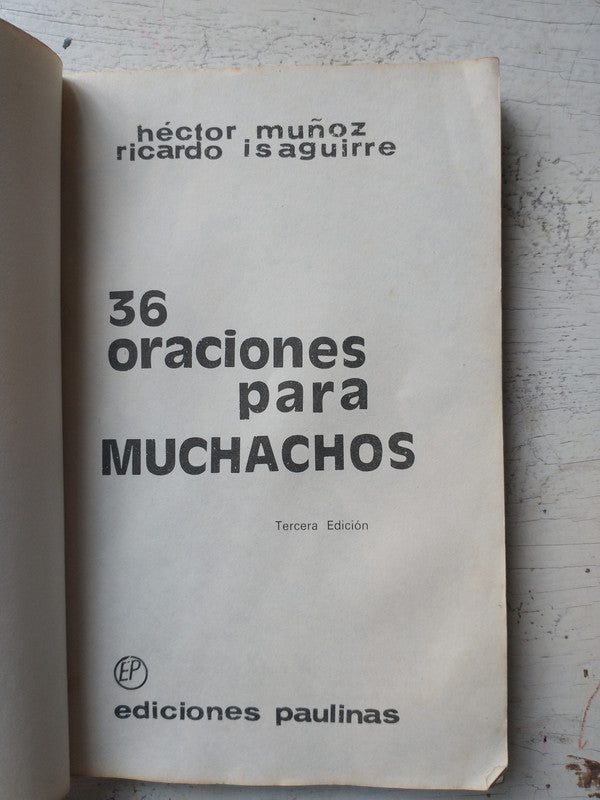 héctor muñoz
ricardo isaguirre
36
oraciones
para
MUCHACHOS
Tercera Edición
EP
ediciones paulinas